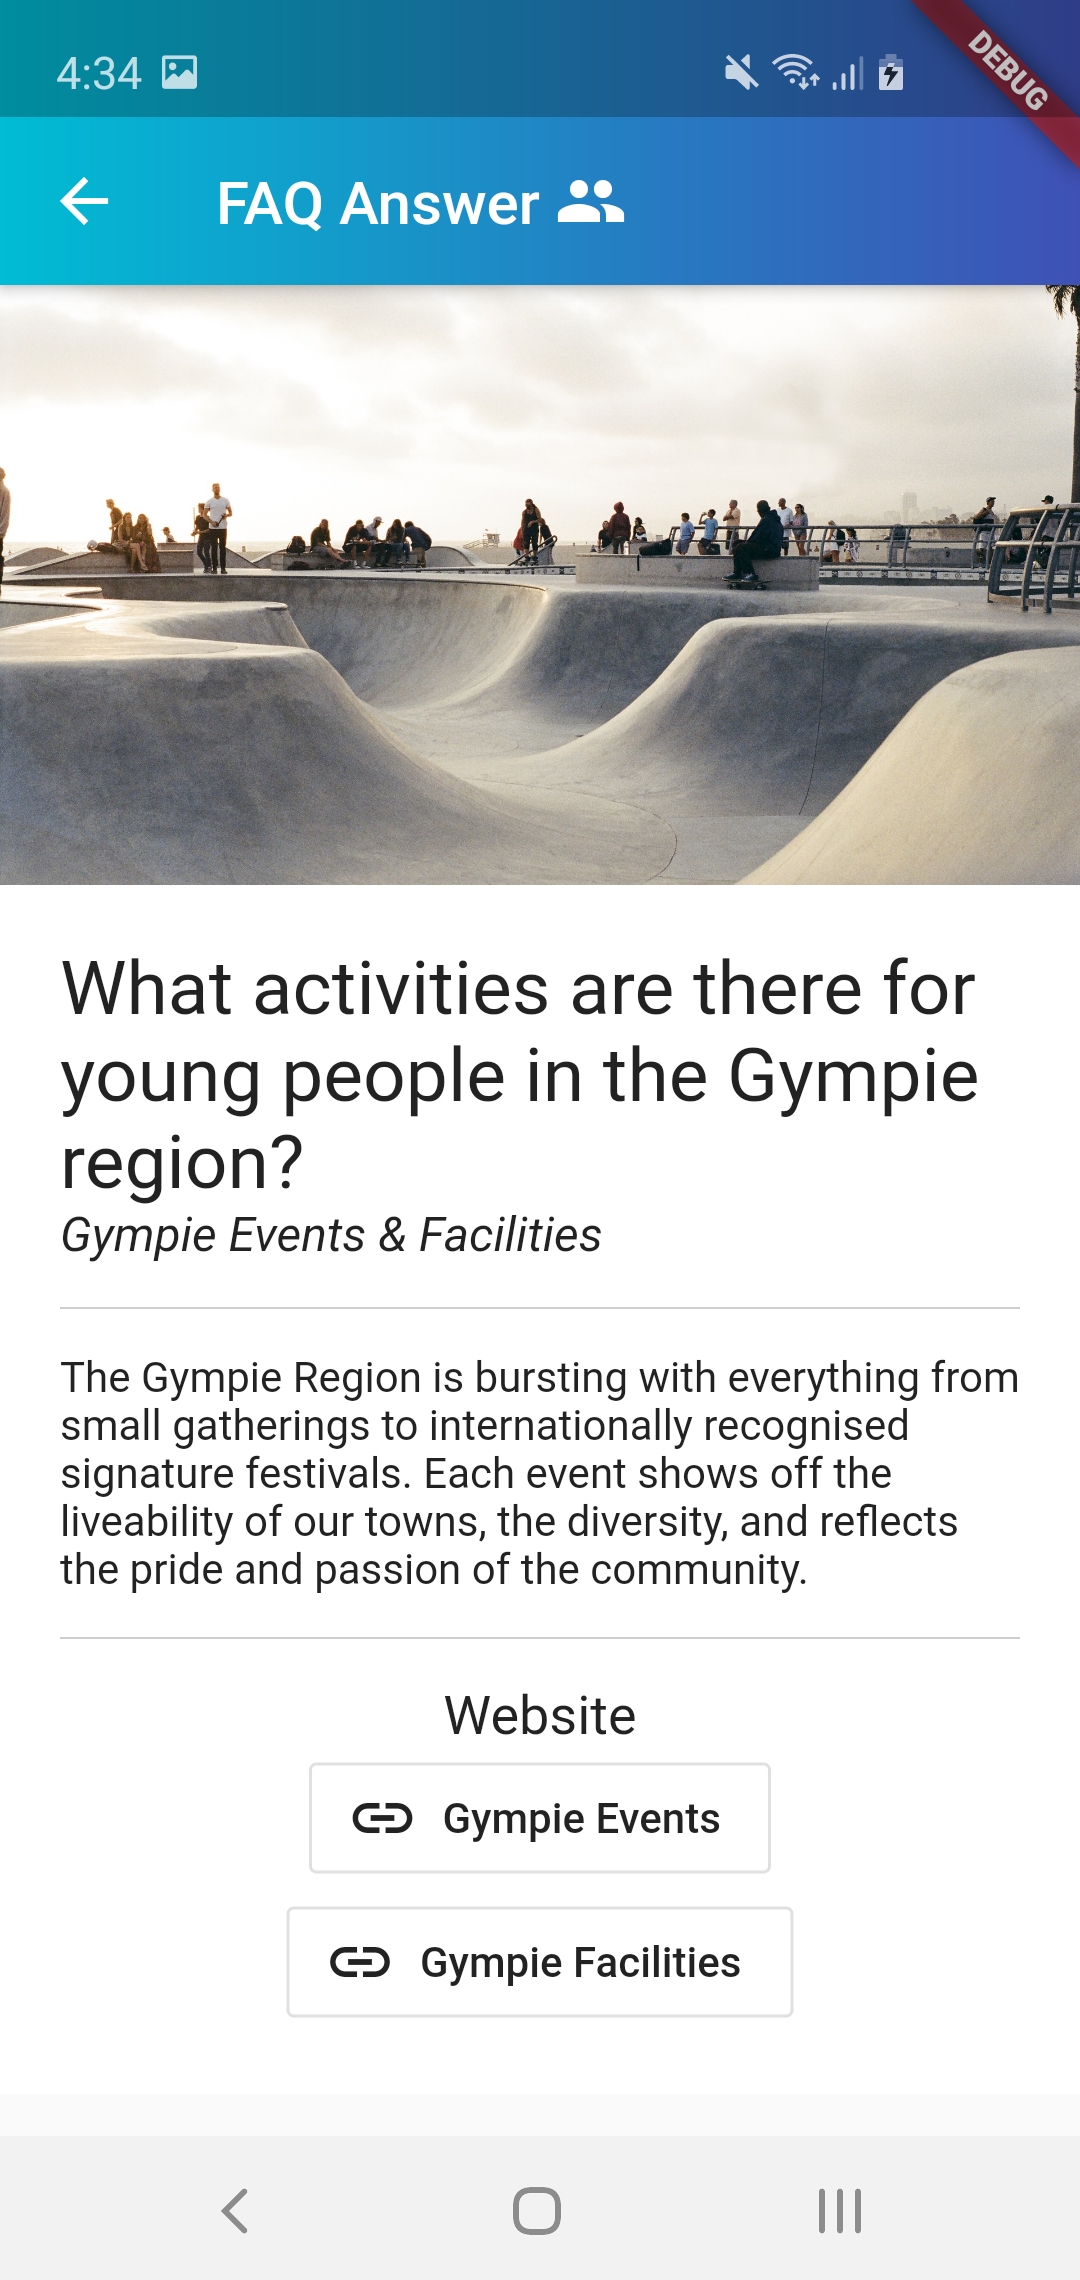 4:34
DEBUG
FAQ Answer
What activities are there for
young people in the Gympie
region?
Gympie Events & Facilities
The Gympie Region is bursting with everything from
small gatherings to internationally recognised
signature festivals. Each event shows off the
liveability of our towns, the diversity, and reflects
the pride and passion of the community.
Website
Gympie Events
Gympie Facilities